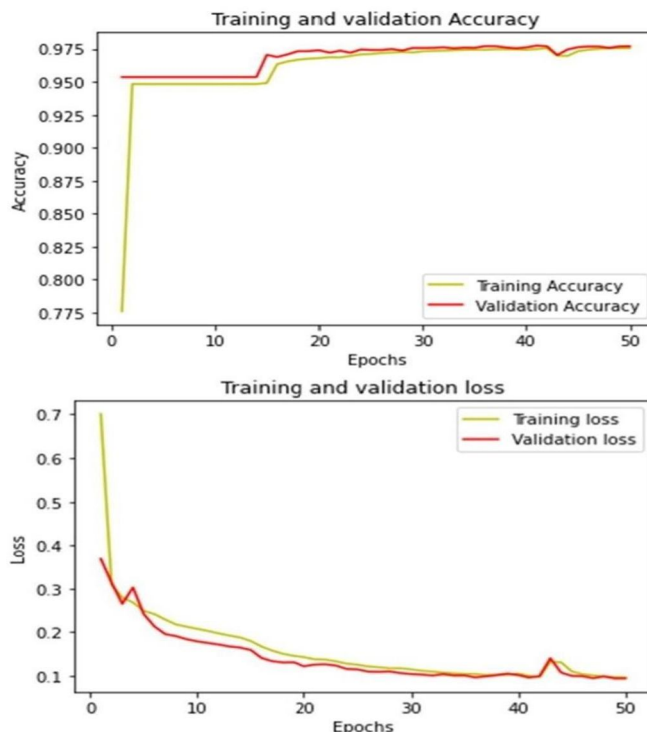 Training and validation Accuracy
0.975
0.950
0.925
0.900
0.875
0.850
0.825
0.800
0.775
Accuracy
Training Accuracy
Validation Accuracy
0 10 20 30 40 50
Epochs
Training and validation loss
0.7
0.6
0.5
0.4
0.3
0.2
0.1
Loss
Training loss
Validation loss
0 10 20 30 40 50
Epochs